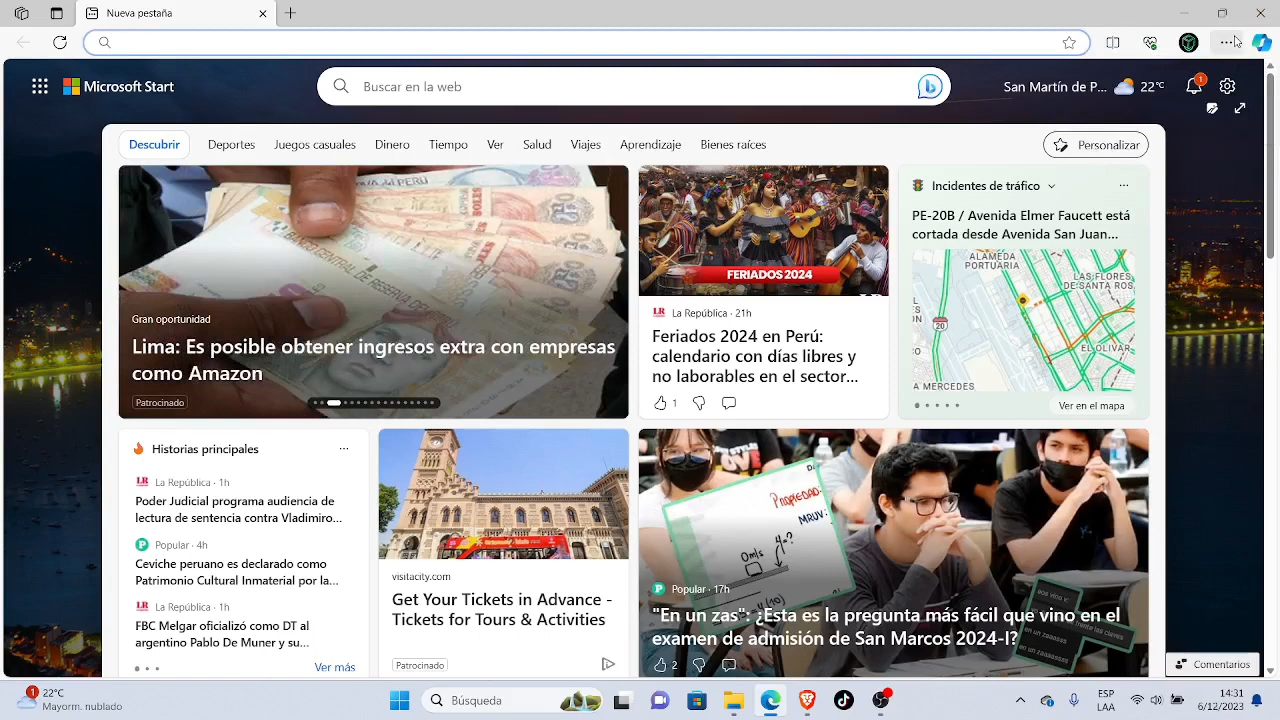 Nueva pestaña
Microsoft Start
Buscar en la web
San Martín de P...
22°C
1
Descubrir
Deportes
Juegos casuales
Dinero
Tiempo
Ver
Salud
Viajes
Aprendizaje
Bienes raíces
Personalizar
Gran oportunidad
Lima: Es posible obtener ingresos extra con empresas
como Amazon
Patrocinado
FERIADOS 2024
La República · 21h
Feriados 2024 en Perú:
calendario con días libres y
no laborables en el sector...
1
Incidentes de tráfico
PE-20B / Avenida Elmer Faucett está
cortada desde Avenida San Juan...
ALAMEDA
PORTUARIA
LAS FLORES
DE SANTA ROS
20
EL OLIVAR
A MERCEDES
Ver en el mapa
Historias principales
La República · 1h
Poder Judicial programa audiencia de
lectura de sentencia contra Vladimiro...
Popular · 4h
Ceviche peruano es declarado como
Patrimonio Cultural Inmaterial por la...
La República · 1h
FBC Melgar oficializó como DT al
argentino Pablo De Muner y su...
Ver más
visitacity.com
Get Your Tickets in Advance -
Tickets for Tours & Activities
Patrocinado
PROPIEDAD:
MRUV:
0m/s
4=?
Popular · 17h
"En un zas": ¿Esta es la pregunta más fácil que vino en el
examen de admisión de San Marcos 2024-I?
2
Comentarios
1
22°C
Mayorm. nublado
Búsqueda
ESP
LAA
14:03
6/12/2023